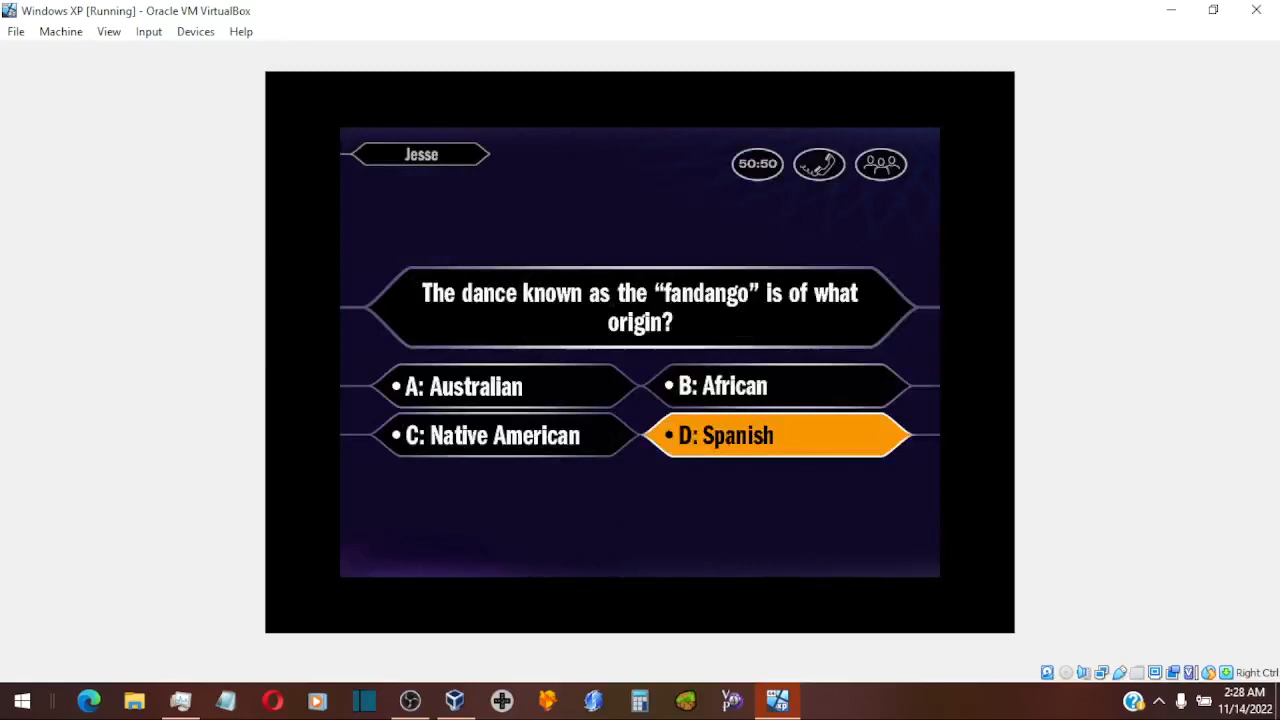 Windows XP [Running] - Oracle VM VirtualBox
File Machine View Input Devices Help
Jesse
50:50
The dance known as the “fandango” is of what
origin?
• A: Australian
• B: African
• C: Native American
• D: Spanish
Right Ctrl
2:28 AM
11/14/2022